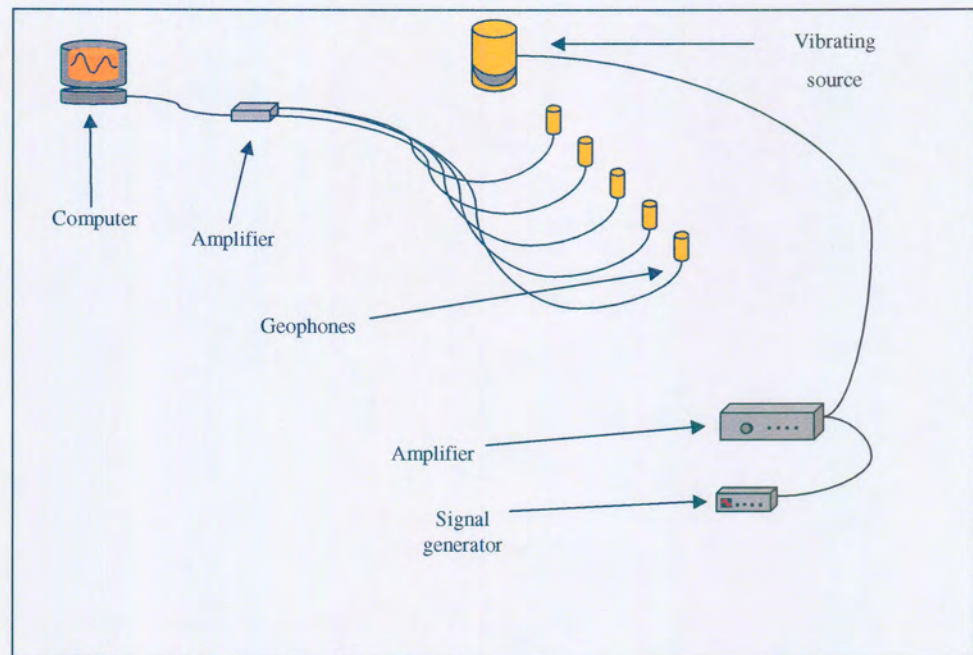 Vibrating
source
Computer
Amplifier
Geophones
Amplifier
Signal
generator